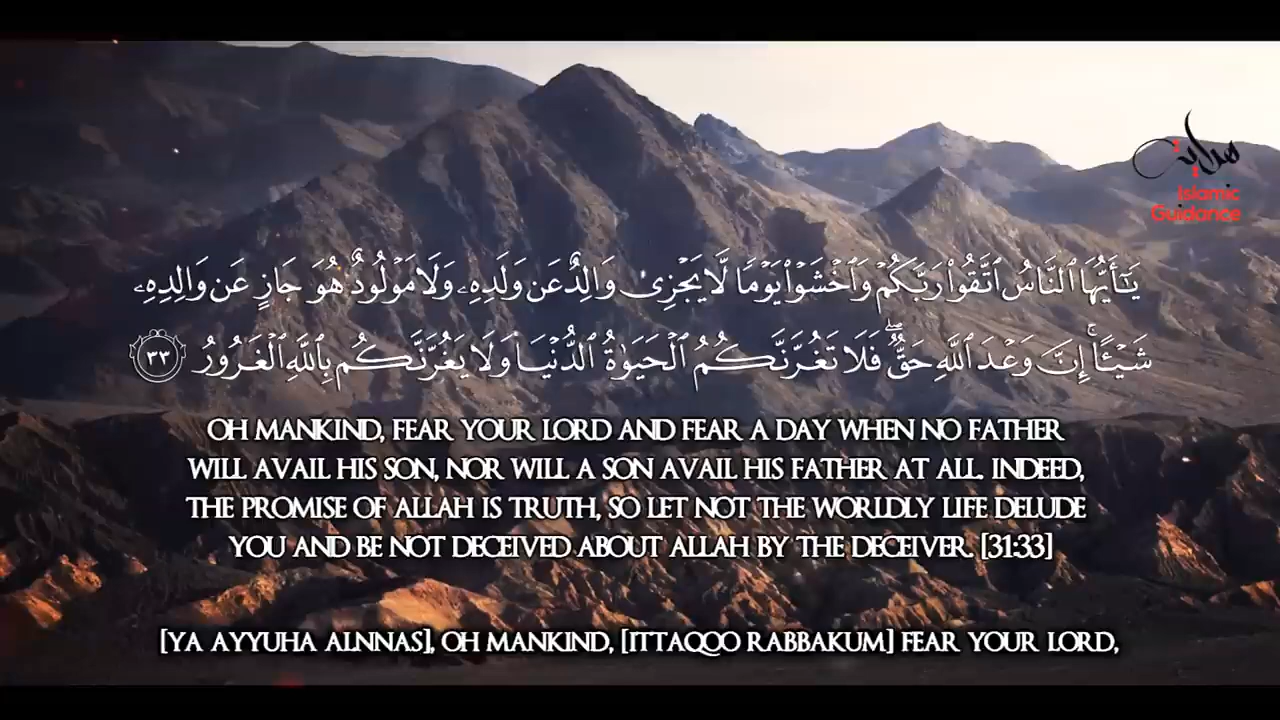 هداية
Islamic
Guidance
يَٰٓأَيُّهَا ٱلنَّاسُ ٱتَّقُوا۟ رَبَّكُمْ وَٱخْشَوْا۟ يَوْمًا لَّا يَجْزِى وَالِدٌ عَن وَلَدِهِۦ وَلَا مَوْلُودٌ هُوَ جَازٍ عَن وَالِدِهِۦ
شَيْـًٔا ۚ إِنَّ وَعْدَ ٱللَّهِ حَقٌّ ۖ فَلَا تَغُرَّنَّكُمُ ٱلْحَيَوٰةُ ٱلدُّنْيَا وَلَا يَغُرَّنَّكُم بِٱللَّهِ ٱلْغَرُورُ ٣٣
OH MANKIND, FEAR YOUR LORD AND FEAR A DAY WHEN NO FATHER
WILL AVAIL HIS SON, NOR WILL A SON AVAIL HIS FATHER AT ALL. INDEED,
THE PROMISE OF ALLAH IS TRUTH, SO LET NOT THE WORLDLY LIFE DELUDE
YOU AND BE NOT DECEIVED ABOUT ALLAH BY THE DECEIVER. [31:33]
[YA AYYUHA ALNNAS], OH MANKIND, [ITTAQOO RABBAKUM] FEAR YOUR LORD,